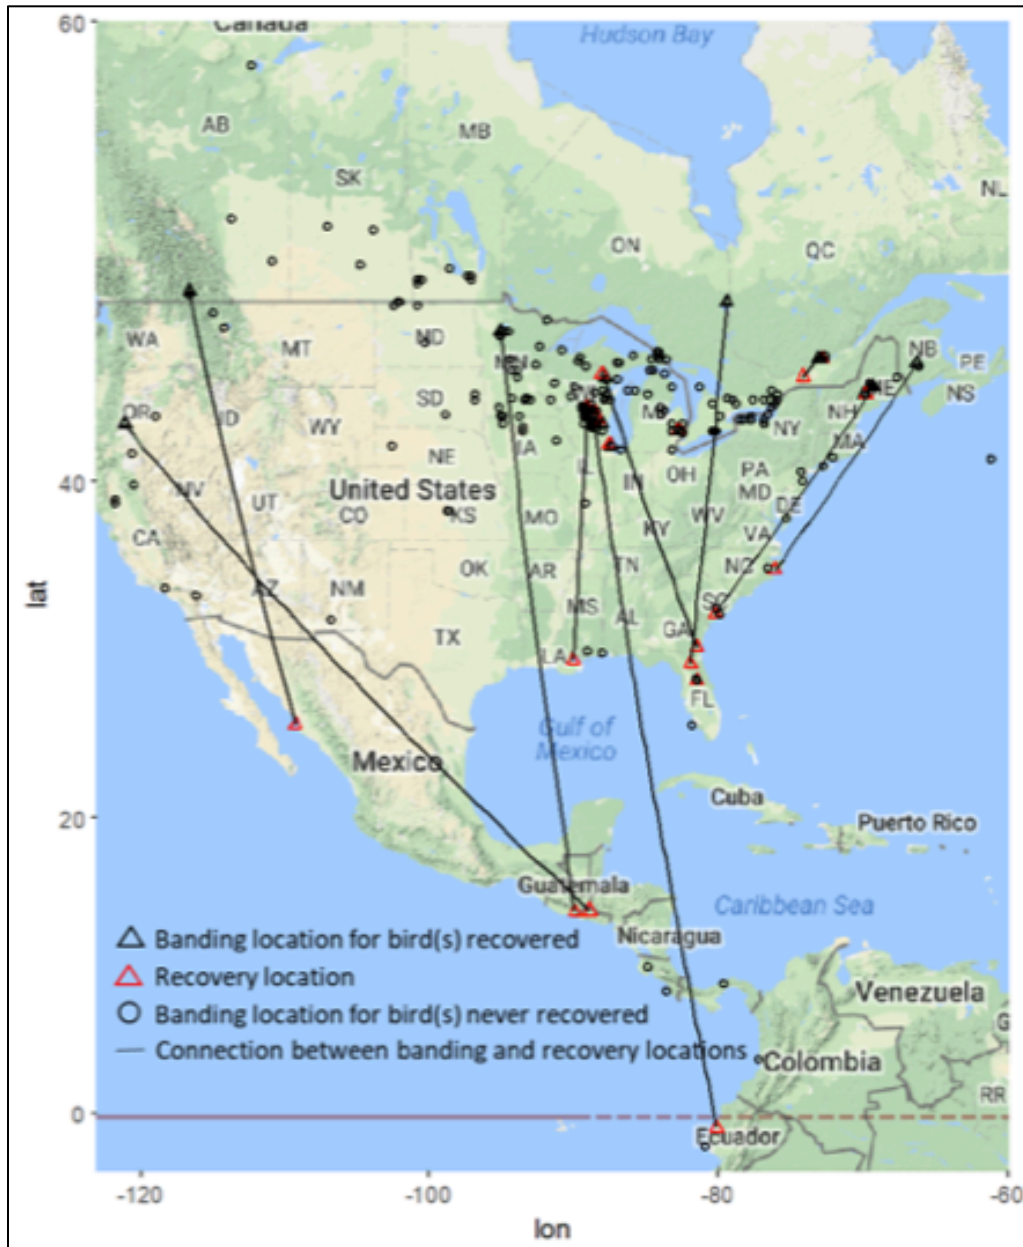 60
Canada
Hudson Bay
AB
MB
SK
NL
ON
QC
WA
MT
ND
MN
NB
PE
ME
NS
OR
ID
SD
WY
MI
NH
NY
MA
IA
NE
IL
IN
OH
PA
MD
40
NV
United States
UT
CO
KS
MO
WV
DE
CA
KY
VA
AZ
NM
OK
AR
TN
NC
MS
AL
SC
TX
LA
GA
FL
Gulf of
Mexico
Mexico
Cuba
20
Puerto Rico
Guatemala
Caribbean Sea
Nicaragua
Banding location for bird(s) recovered
Recovery location
Venezuela
Banding location for bird(s) never recovered
G
Connection between banding and recovery locations
Colombia
RR
0
Ecuador
-120
-100
-80
-60
lon
lat